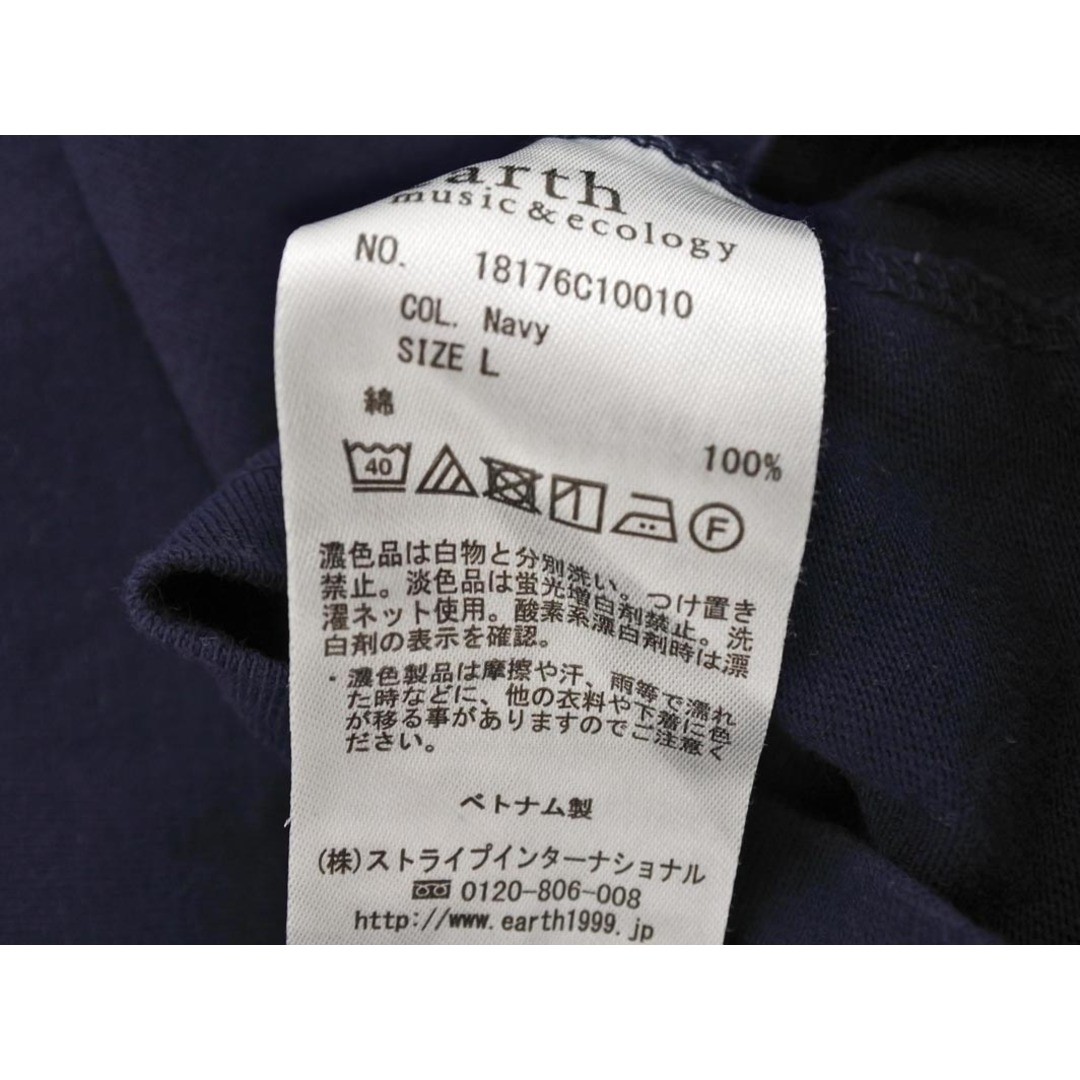 earth
music & ecology
NO. 18176C10010
COL. Navy
SIZE L
綿 100%
40
F
濃色品は白物と分別洗い。つけ置き
禁止。淡色品は蛍光増白剤禁止。洗
濯ネット使用。酸素系漂白剤時は漂
白剤の表示を確認。
・濃色製品は摩擦や汗、雨等で濡れ
た時などに、他の衣料や下着に色
が移る事がありますのでご注意く
ださい。
ベトナム製
(株)ストライプインターナショナル
0120-806-008
http://www.earth1999.jp